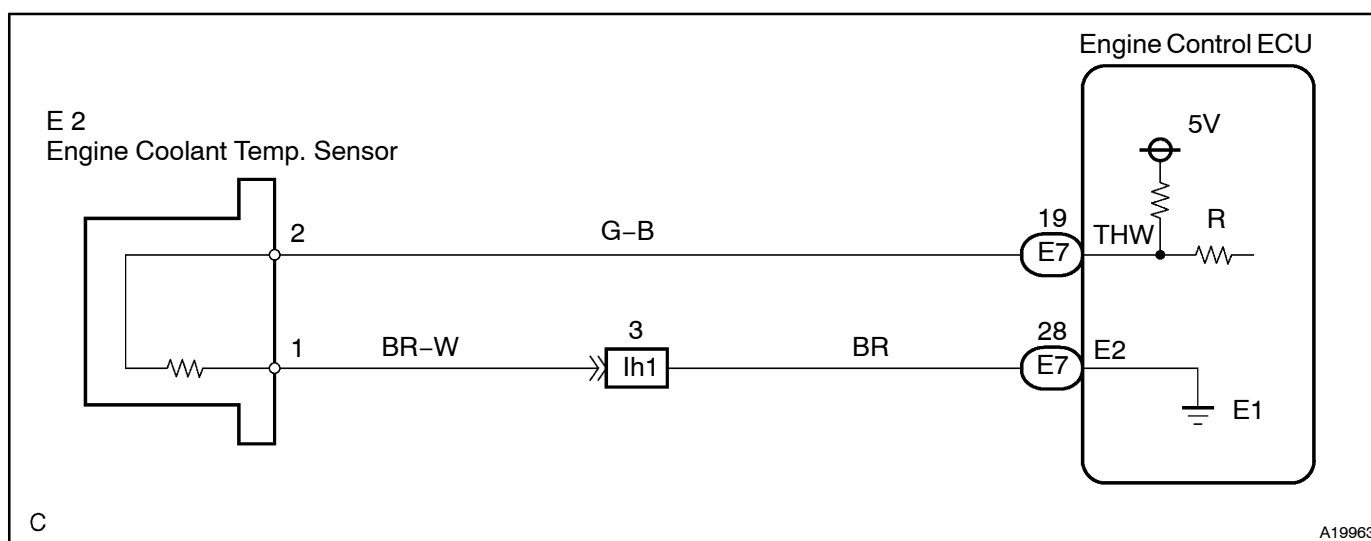 Engine Control ECU
E 2
Engine Coolant Temp. Sensor
5V
2
G−B
19
E7
THW
R
1
BR−W
3
Ih1
BR
28
E7
E2
E1
C
A19963